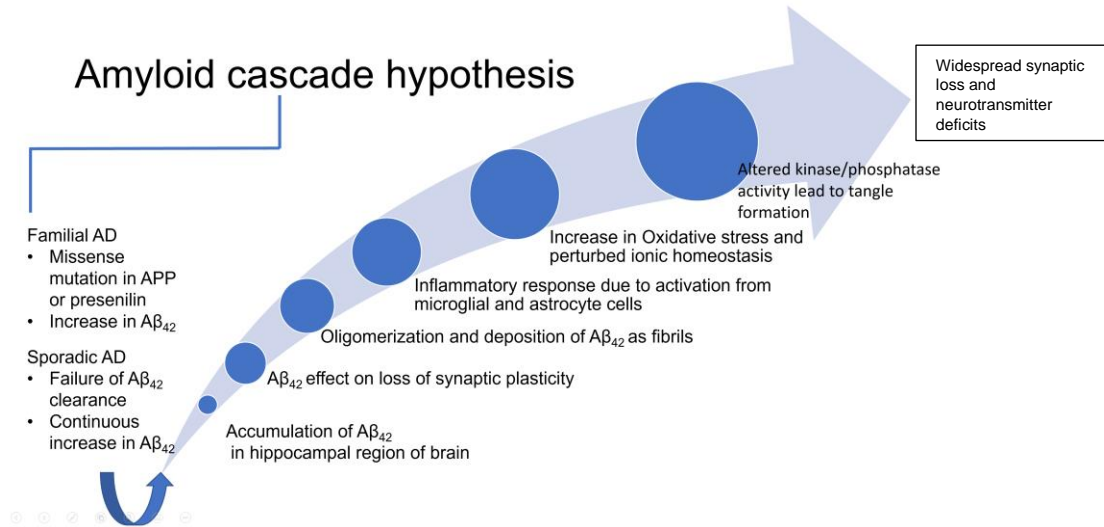 Amyloid cascade hypothesis
Widespread synaptic
loss and
neurotransmitter
deficits
Familial AD
• Missense
mutation in APP
or presenilin
• Increase in Aβ₄₂
Sporadic AD
• Failure of Aβ₄₂
clearance
• Continuous
increase in Aβ₄₂
Accumulation of Aβ₄₂
in hippocampal region of brain
Aβ₄₂ effect on loss of synaptic plasticity
Oligomerization and deposition of Aβ₄₂ as fibrils
Inflammatory response due to activation from
microglial and astrocyte cells
Increase in Oxidative stress and
perturbed ionic homeostasis
Altered kinase/phosphatase
activity lead to tangle
formation